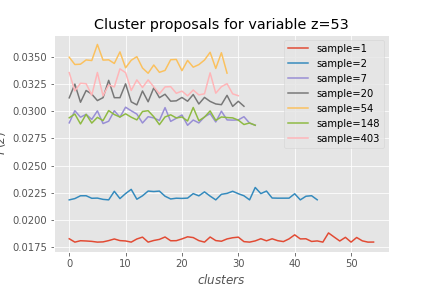 Cluster proposals for variable z=53
0.0350
0.0325
0.0300
0.0275
0.0250
0.0225
0.0200
0.0175
sample=1
sample=2
sample=7
sample=20
sample=54
sample=148
sample=403
0 10 20 30 40 50
clusters